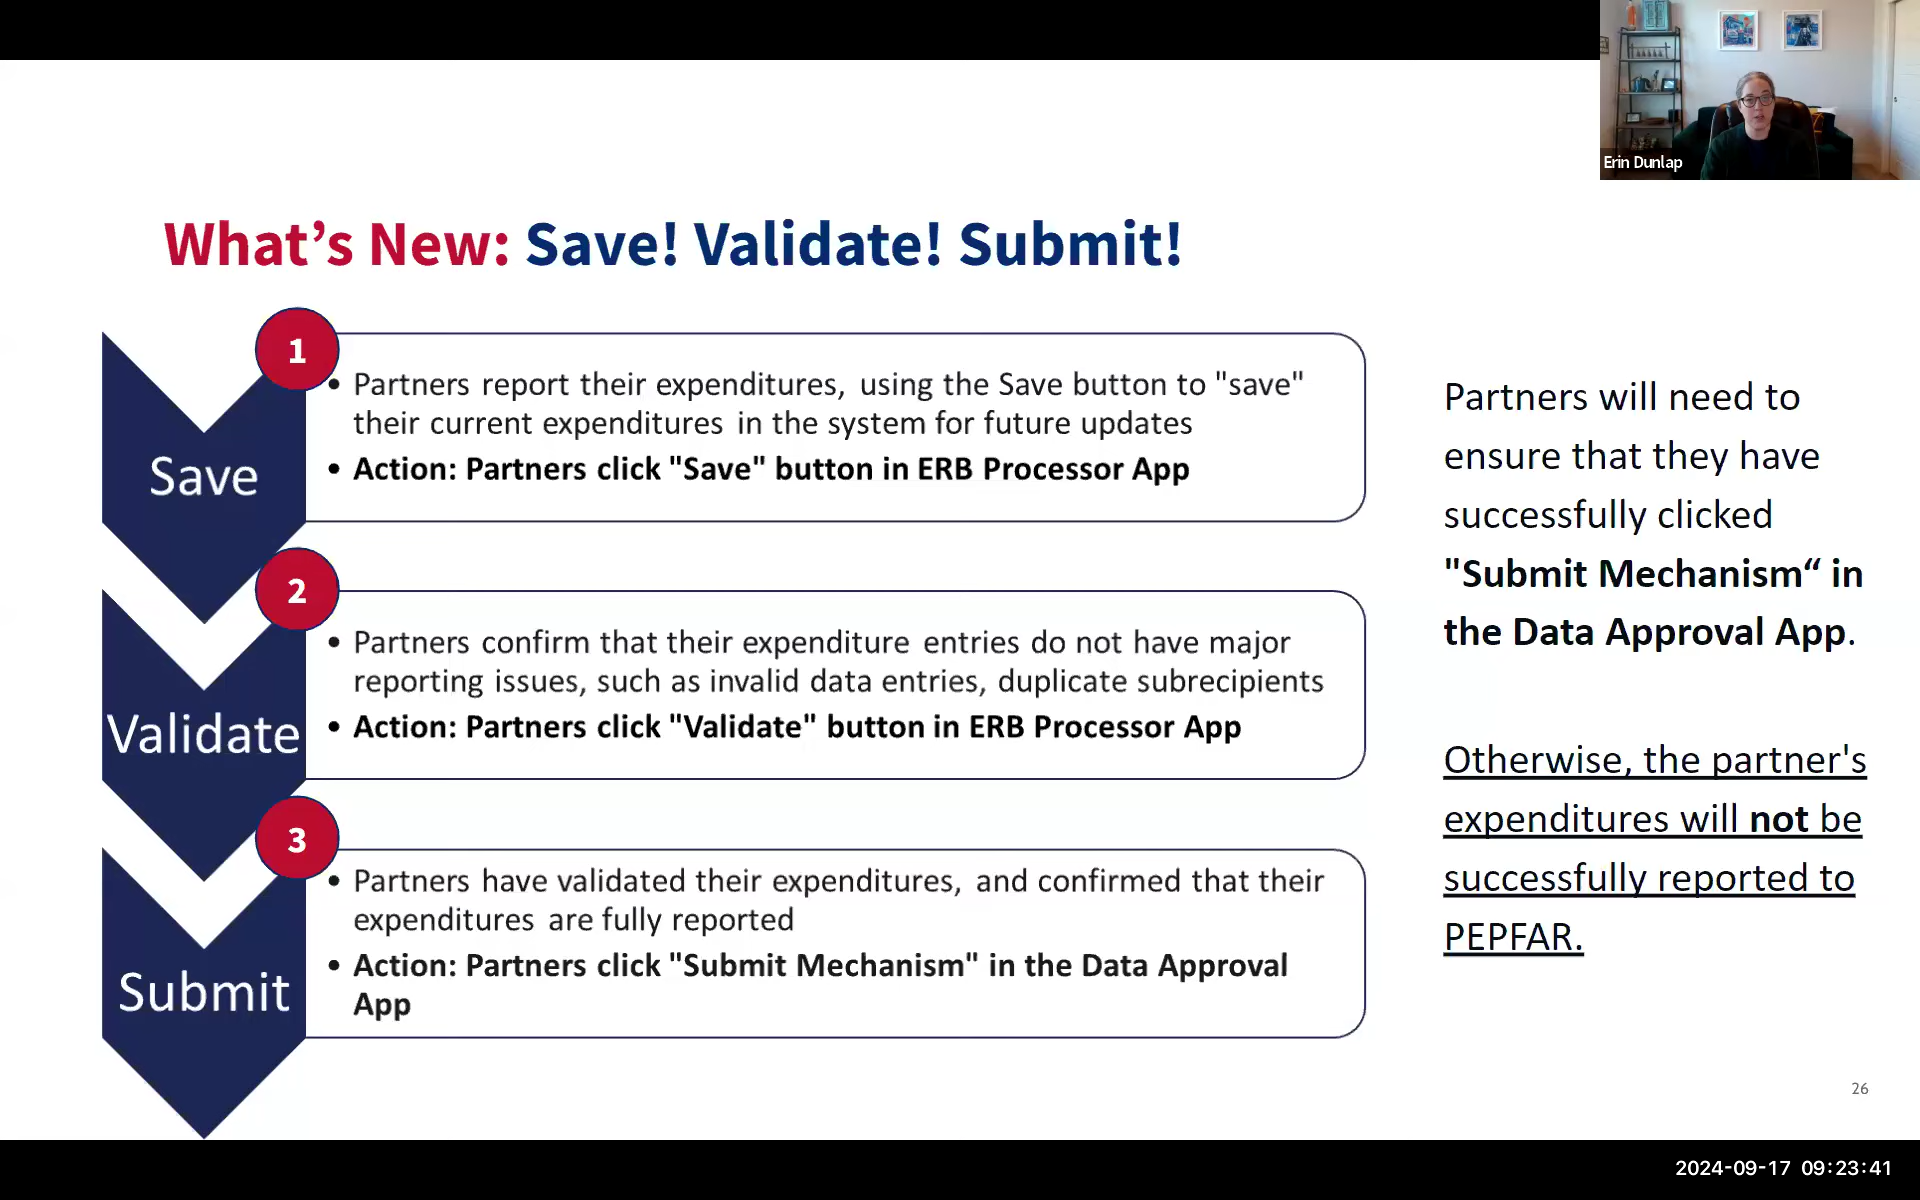 Erin Dunlap
What’s New: Save! Validate! Submit!
1
Save
• Partners report their expenditures, using the Save button to "save"
their current expenditures in the system for future updates
• Action: Partners click "Save" button in ERB Processor App
2
Validate
• Partners confirm that their expenditure entries do not have major
reporting issues, such as invalid data entries, duplicate subrecipients
• Action: Partners click "Validate" button in ERB Processor App
3
Submit
• Partners have validated their expenditures, and confirmed that their
expenditures are fully reported
• Action: Partners click "Submit Mechanism" in the Data Approval
App
Partners will need to
ensure that they have
successfully clicked
"Submit Mechanism“ in
the Data Approval App.
Otherwise, the partner's
expenditures will not be
successfully reported to
PEPFAR.
26
2024-09-17 09:23:41